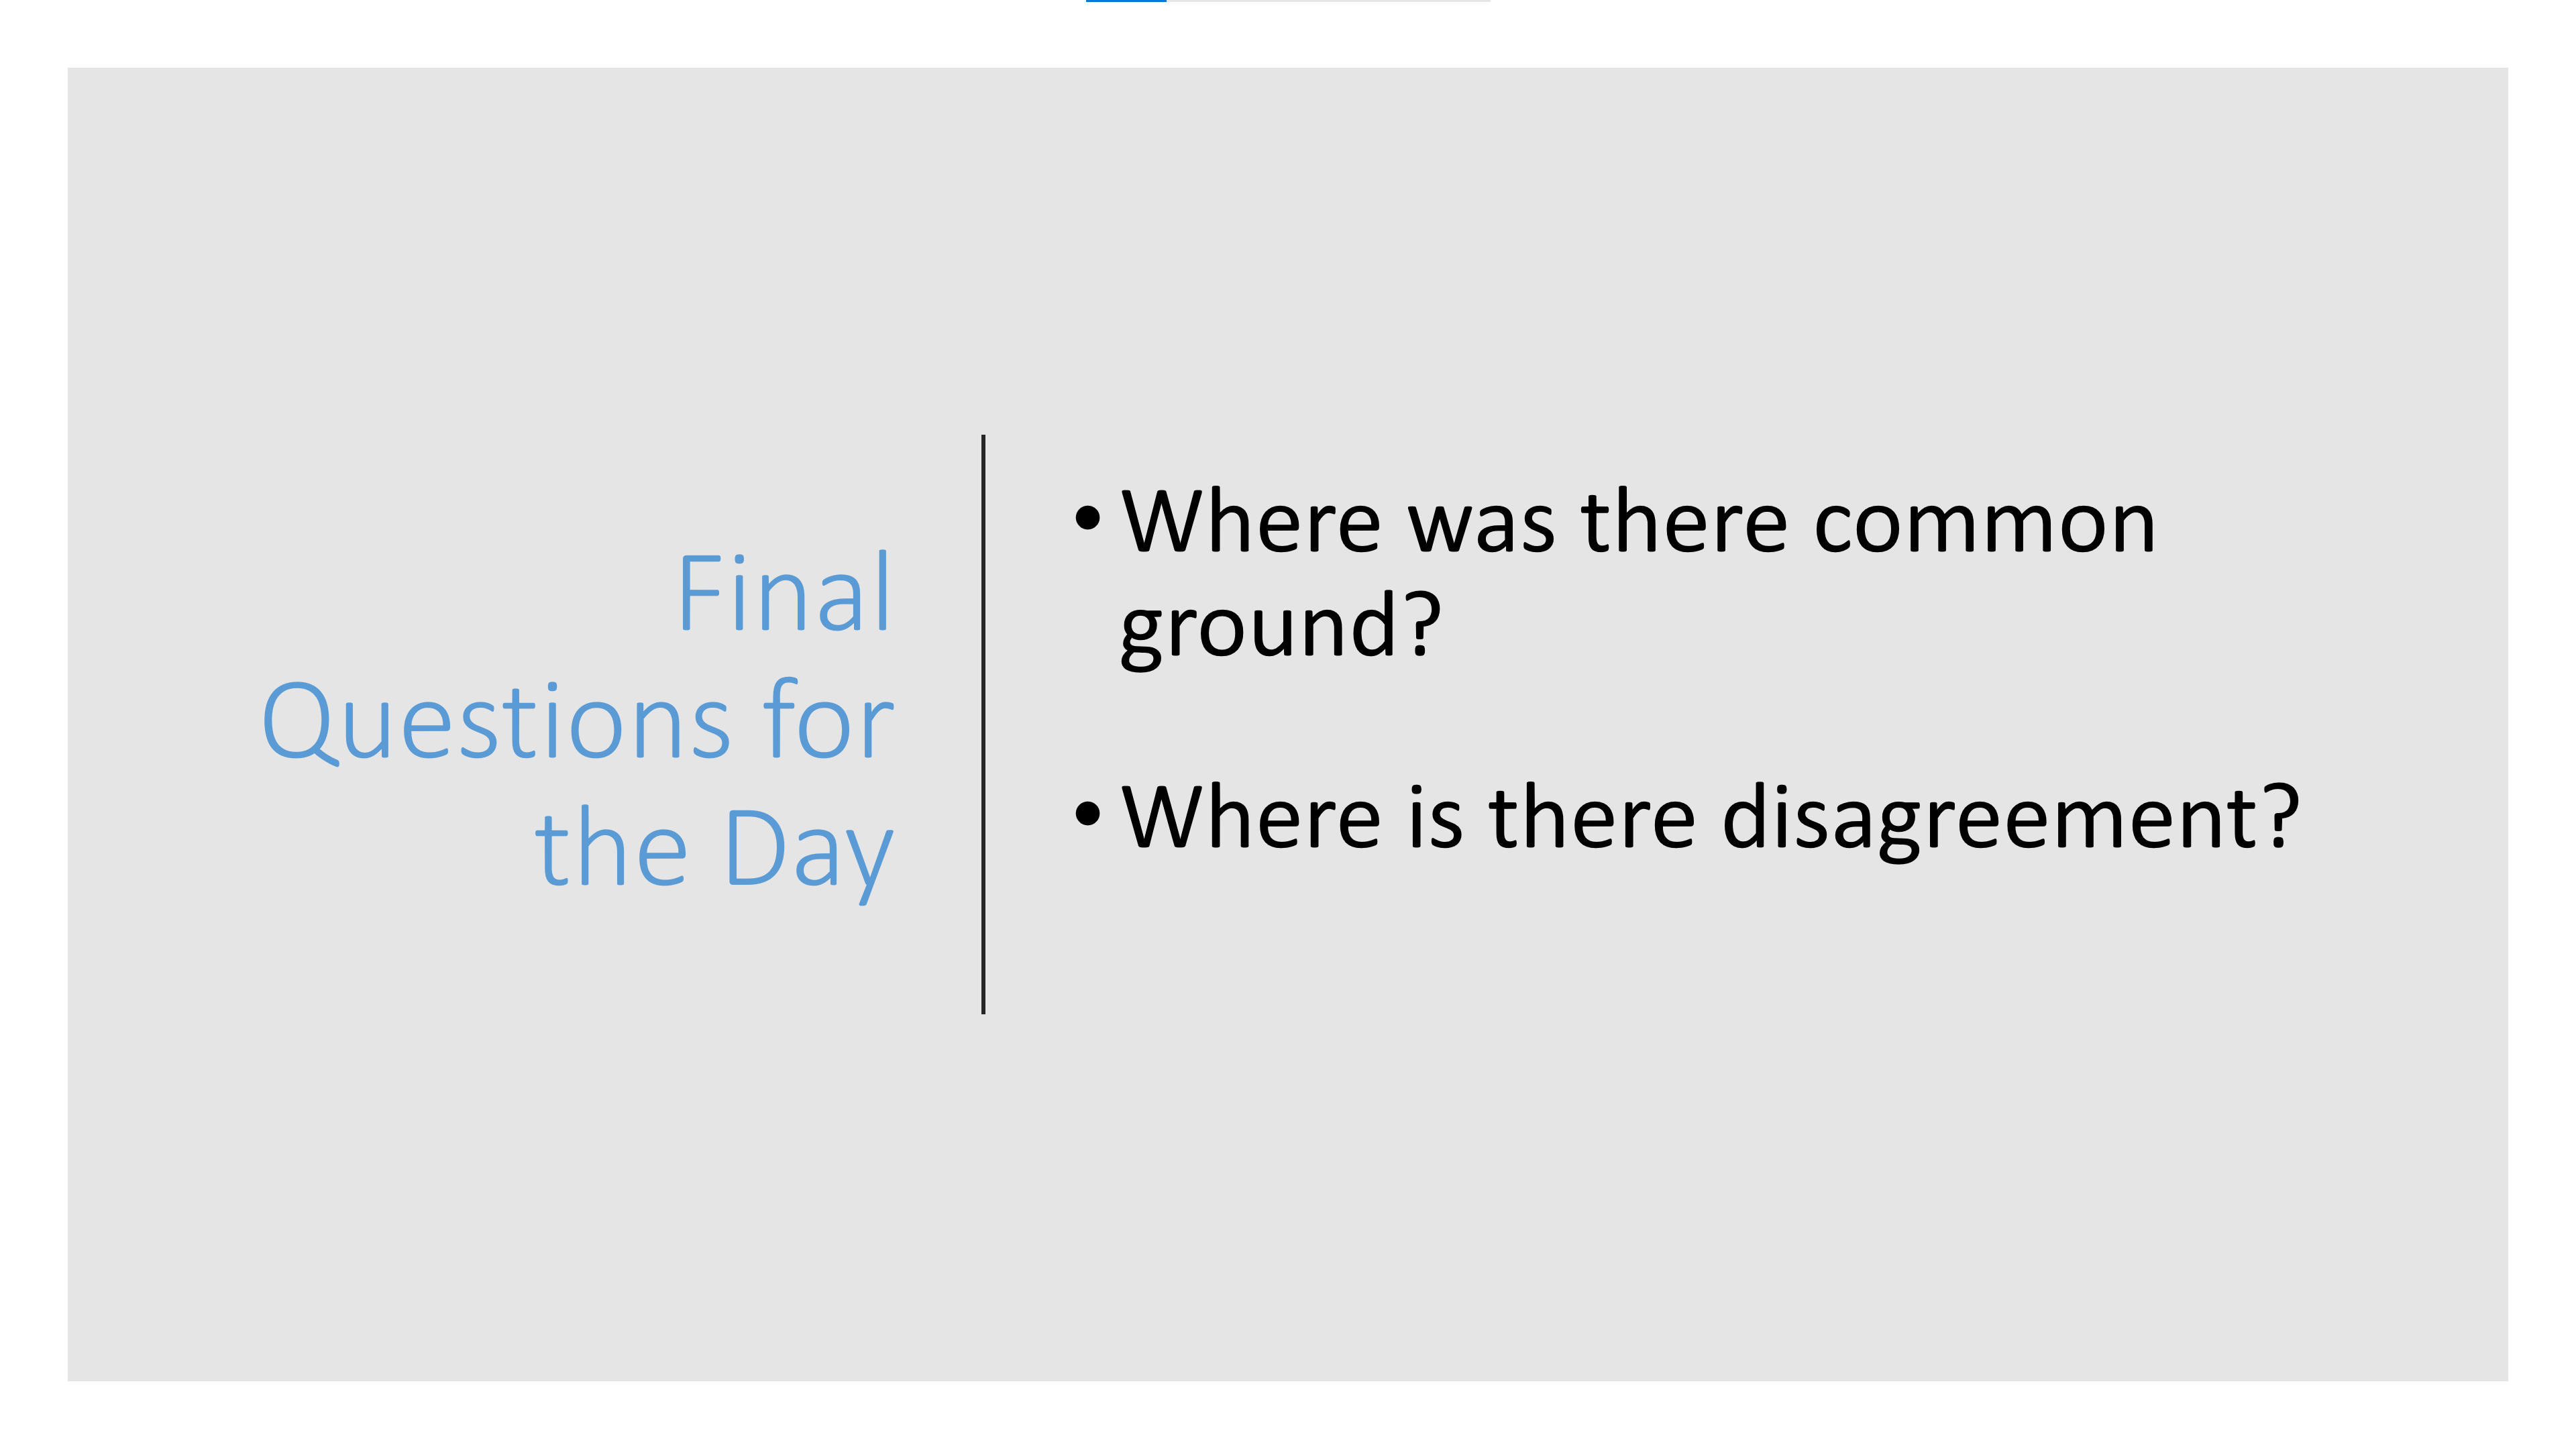 Final
Questions for
the Day
• Where was there common
ground?
• Where is there disagreement?